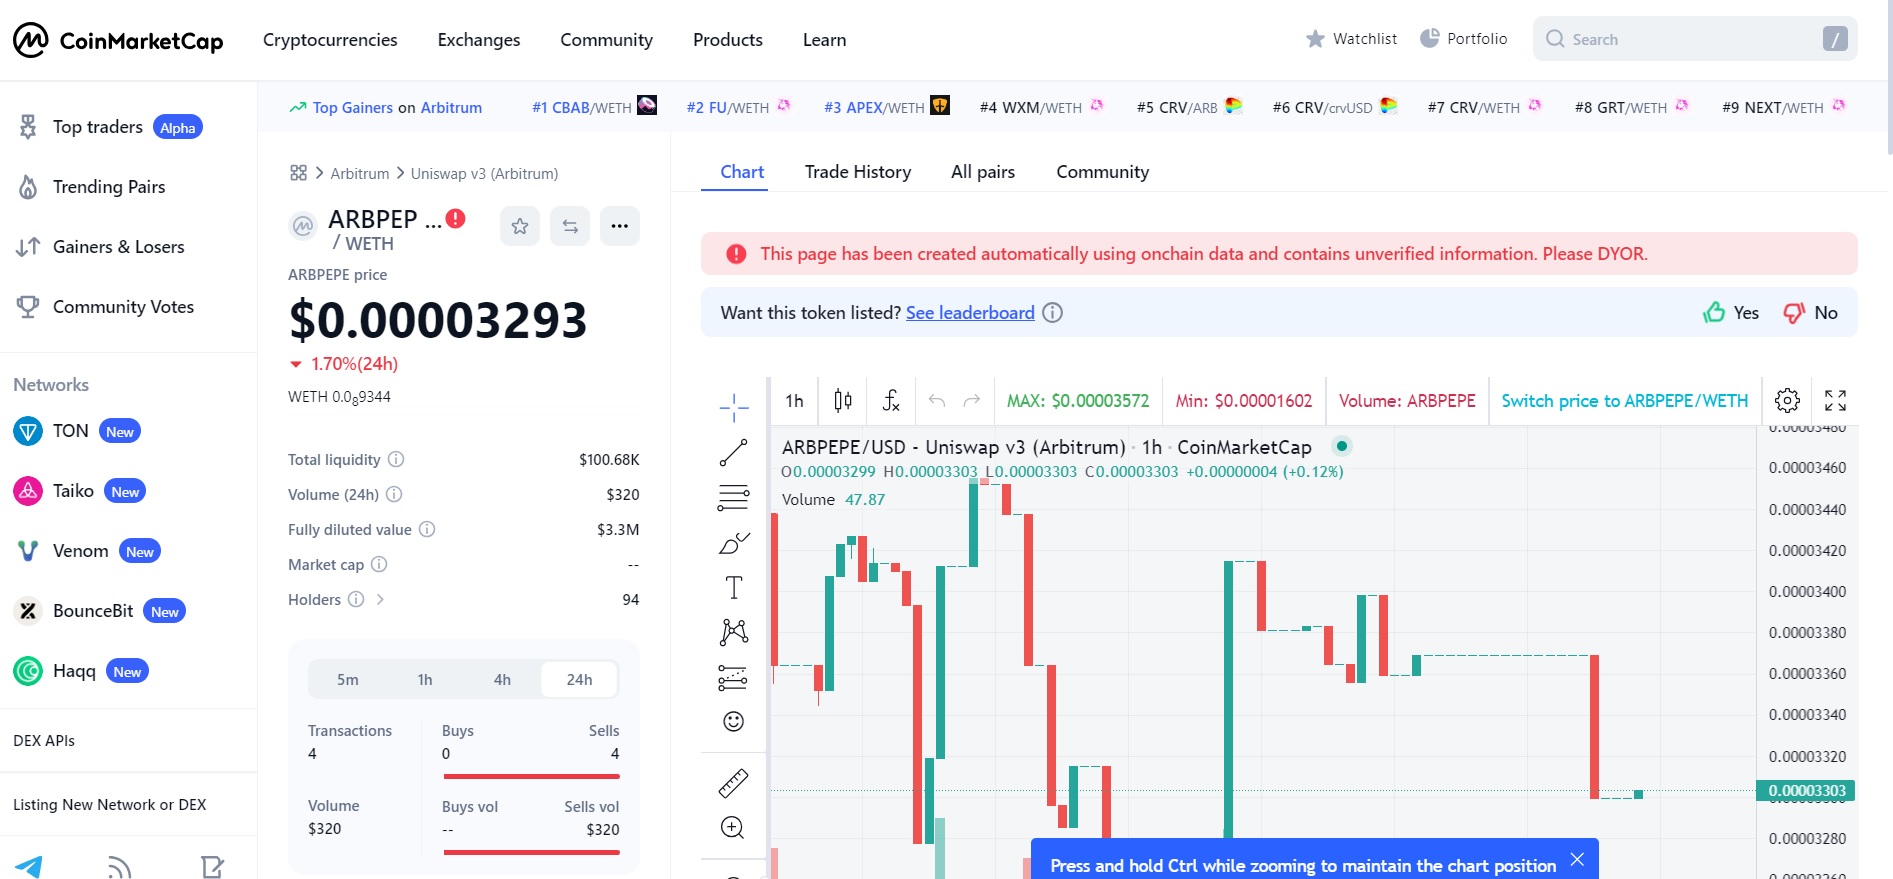 CoinMarketCap
Cryptocurrencies Exchanges Community Products Learn
Watchlist Portfolio Search /
Top traders Alpha
Trending Pairs
Gainers & Losers
Community Votes
Networks
TON New
Taiko New
Venom New
BounceBit New
Haqq New
DEX APIs
Listing New Network or DEX
Top Gainers on Arbitrum #1 CBAB/WETH #2 FU/WETH #3 APEX/WETH #4 WXM/WETH #5 CRV/ARB #6 CRV/crvUSD #7 CRV/WETH #8 GRT/WETH #9 NEXT/WETH
Arbitrum Uniswap v3 (Arbitrum)
ARBPEP ...
/ WETH
ARBPEPE price
$0.00003293
1.70%(24h)
WETH 0.0₈9344
Total liquidity $100.68K
Volume (24h) $320
Fully diluted value $3.3M
Market cap --
Holders 94
5m 1h 4h 24h
Transactions Buys Sells
4 0 4
Volume Buys vol Sells vol
$320 -- $320
Chart Trade History All pairs Community
This page has been created automatically using onchain data and contains unverified information. Please DYOR.
Want this token listed? See leaderboard Yes No
1h MAX: $0.00003572 Min: $0.00001602 Volume: ARBPEPE Switch price to ARBPEPE/WETH
ARBPEPE/USD - Uniswap v3 (Arbitrum) · 1h · CoinMarketCap
O0.00003299 H0.00003303 L0.00003303 C0.00003303 +0.00000004 (+0.12%)
Volume 47.87
0.00003480
0.00003460
0.00003440
0.00003420
0.00003400
0.00003380
0.00003360
0.00003340
0.00003320
0.00003303
0.00003280
0.00003260
Press and hold Ctrl while zooming to maintain the chart position